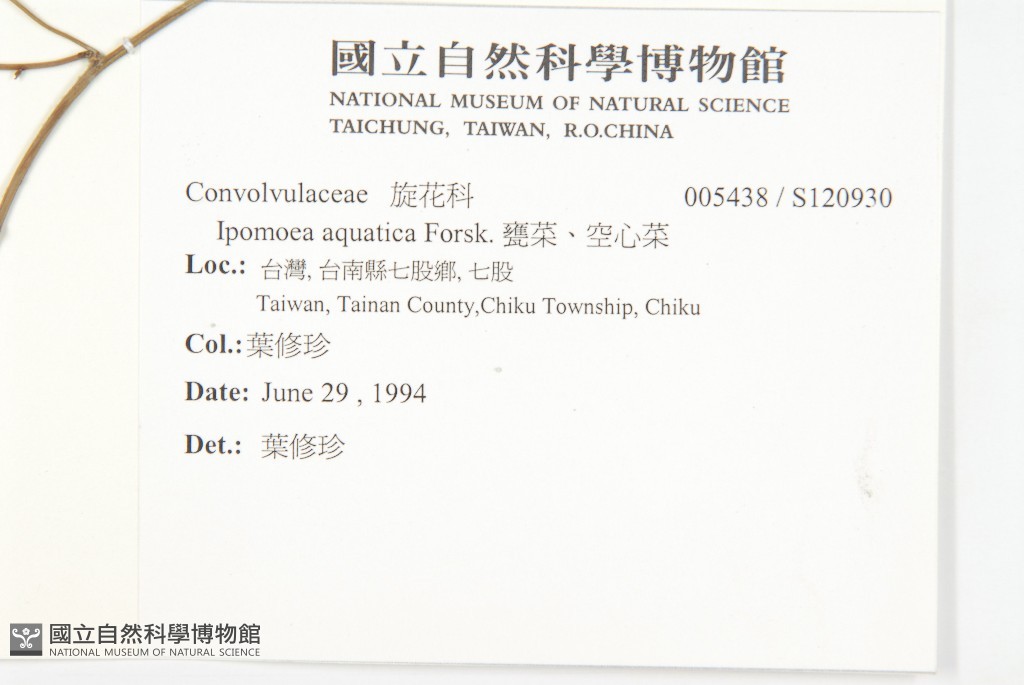 國立自然科學博物館
NATIONAL MUSEUM OF NATURAL SCIENCE
TAICHUNG, TAIWAN, R.O.CHINA
Convolvulaceae 旋花科 005438 / S120930
Ipomoea aquatica Forsk. 甕菜、空心菜
Loc.: 台灣, 台南縣七股鄉, 七股
Taiwan, Tainan County,Chiku Township, Chiku
Col.: 葉修珍
Date: June 29 , 1994
Det.: 葉修珍
國立自然科學博物館
NATIONAL MUSEUM OF NATURAL SCIENCE